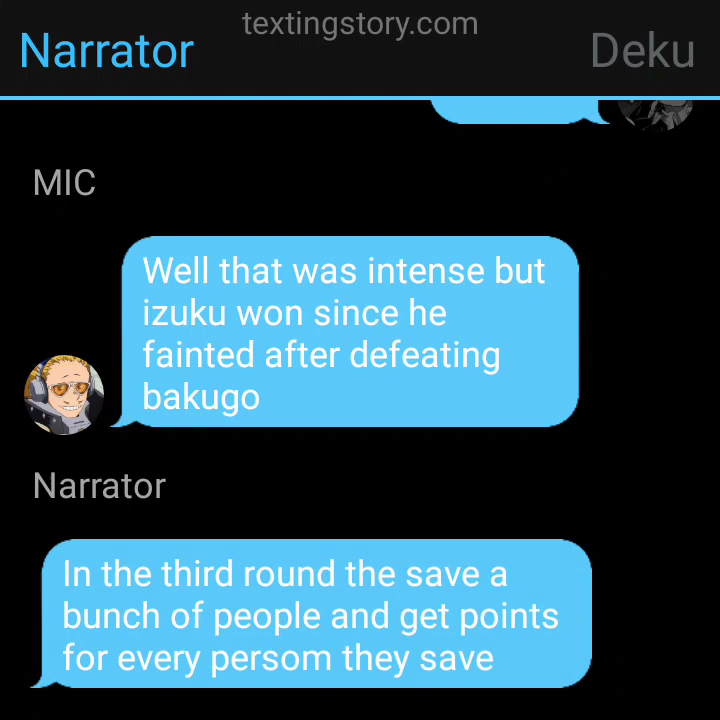 textingstory.com
Narrator
Deku
MIC
Well that was intense but
izuku won since he
fainted after defeating
bakugo
Narrator
In the third round the save a
bunch of people and get points
for every persom they save